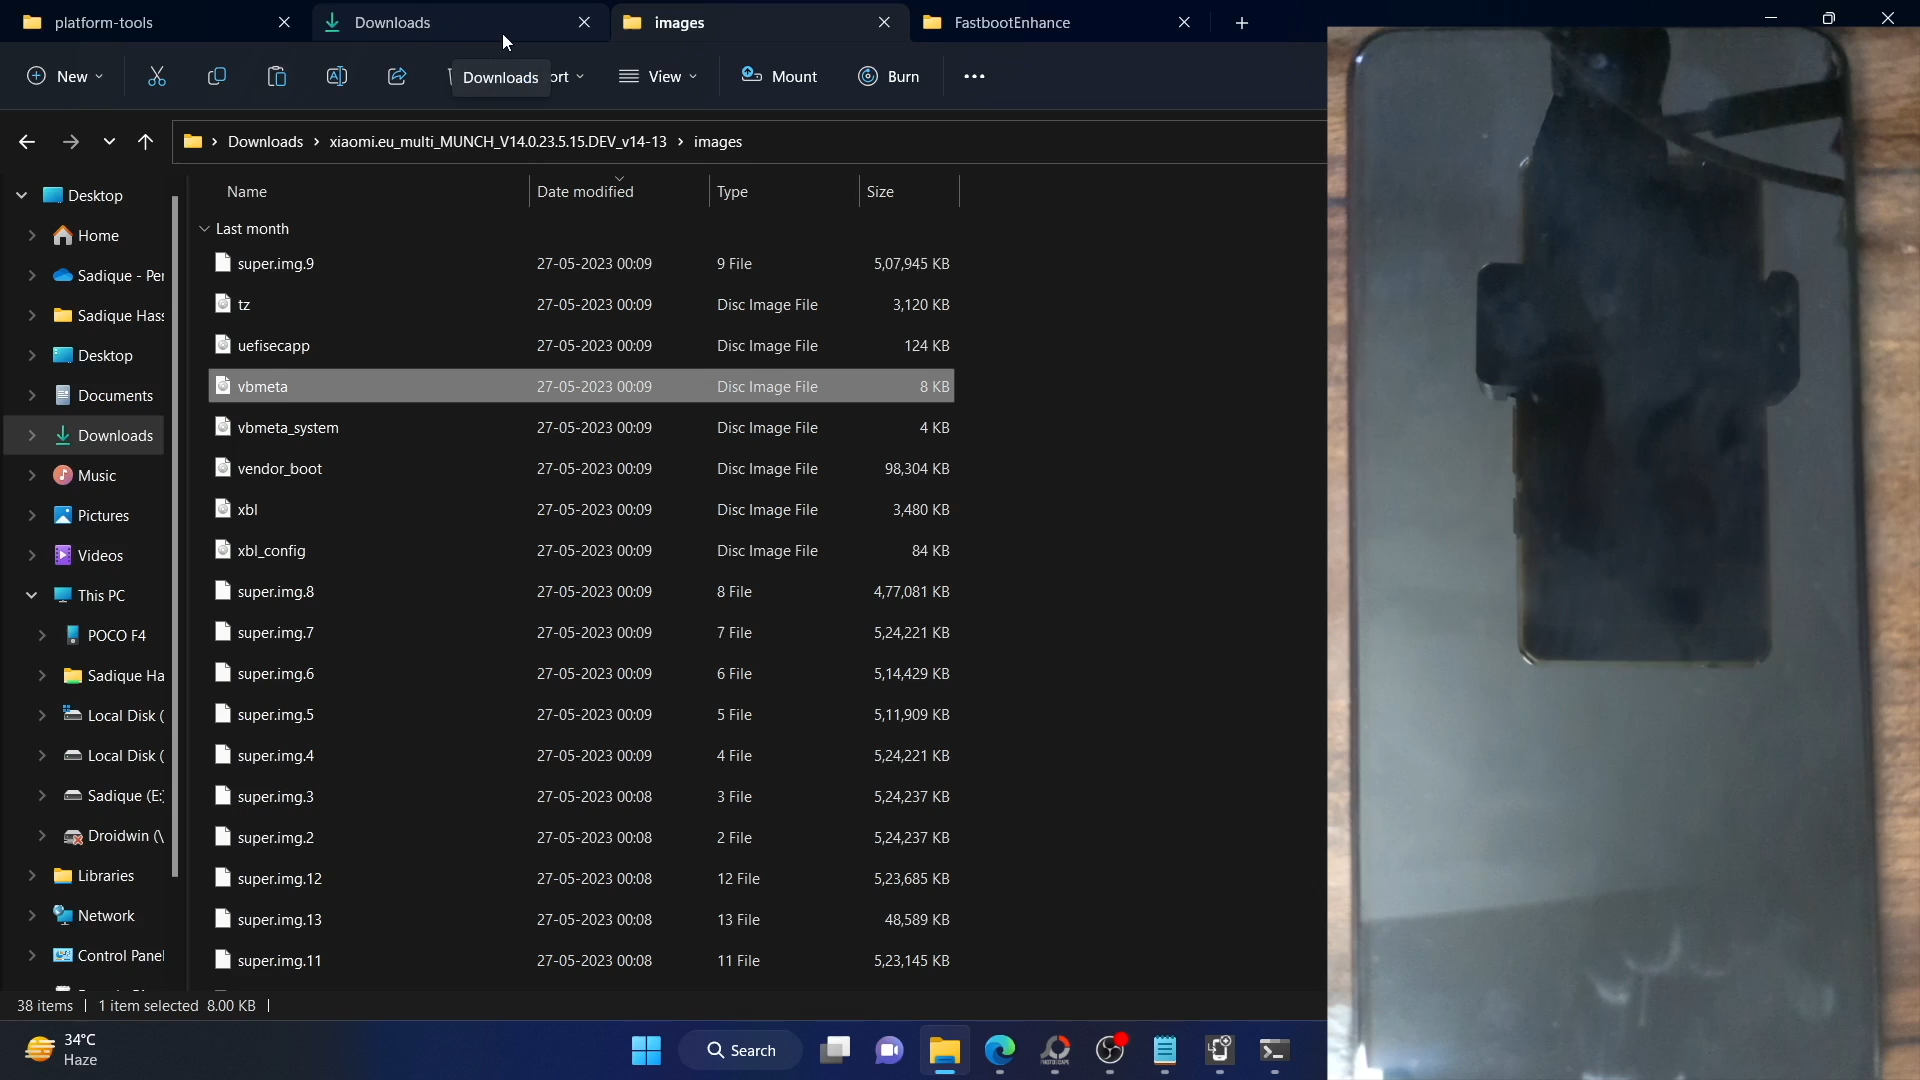 platform-tools
Downloads
images
FastbootEnhance
New
Downloads
ort
View
Mount
Burn
Downloads > xiaomi.eu_multi_MUNCH_V14.0.23.5.15.DEV_v14-13 > images
Name Date modified Type Size
Last month
super.img.9 27-05-2023 00:09 9 File 5,07,945 KB
tz 27-05-2023 00:09 Disc Image File 3,120 KB
uefisecapp 27-05-2023 00:09 Disc Image File 124 KB
vbmeta 27-05-2023 00:09 Disc Image File 8 KB
vbmeta_system 27-05-2023 00:09 Disc Image File 4 KB
vendor_boot 27-05-2023 00:09 Disc Image File 98,304 KB
xbl 27-05-2023 00:09 Disc Image File 3,480 KB
xbl_config 27-05-2023 00:09 Disc Image File 84 KB
super.img.8 27-05-2023 00:09 8 File 4,77,081 KB
super.img.7 27-05-2023 00:09 7 File 5,24,221 KB
super.img.6 27-05-2023 00:09 6 File 5,14,429 KB
super.img.5 27-05-2023 00:09 5 File 5,11,909 KB
super.img.4 27-05-2023 00:09 4 File 5,24,221 KB
super.img.3 27-05-2023 00:08 3 File 5,24,237 KB
super.img.2 27-05-2023 00:08 2 File 5,24,237 KB
super.img.12 27-05-2023 00:08 12 File 5,23,685 KB
super.img.13 27-05-2023 00:08 13 File 48,589 KB
super.img.11 27-05-2023 00:08 11 File 5,23,145 KB
Desktop
Home
Sadique - Per
Sadique Hass
Desktop
Documents
Downloads
Music
Pictures
Videos
This PC
POCO F4
Sadique Ha
Local Disk (
Local Disk (
Sadique (E:)
Droidwin (\
Libraries
Network
Control Panel
38 items | 1 item selected 8.00 KB |
34°C
Haze
Search